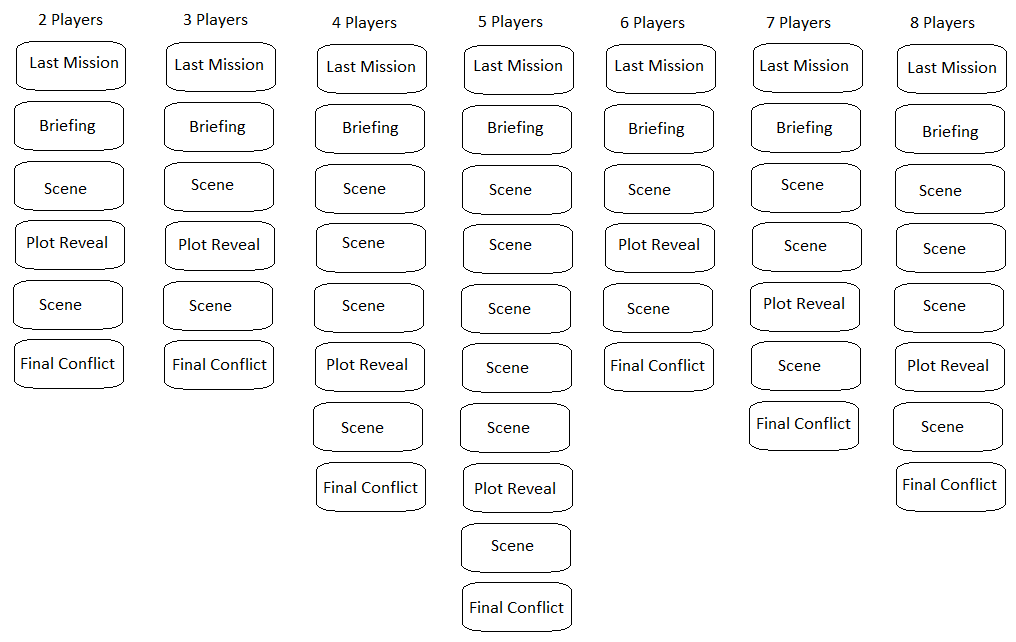 2 Players
Last Mission
Briefing
Scene
Plot Reveal
Scene
Final Conflict
3 Players
Last Mission
Briefing
Scene
Plot Reveal
Scene
Final Conflict
4 Players
Last Mission
Briefing
Scene
Scene
Scene
Plot Reveal
Scene
Final Conflict
5 Players
Last Mission
Briefing
Scene
Scene
Scene
Scene
Scene
Plot Reveal
Scene
Final Conflict
6 Players
Last Mission
Briefing
Scene
Plot Reveal
Scene
Final Conflict
7 Players
Last Mission
Briefing
Scene
Scene
Plot Reveal
Scene
Final Conflict
8 Players
Last Mission
Briefing
Scene
Scene
Scene
Plot Reveal
Scene
Final Conflict